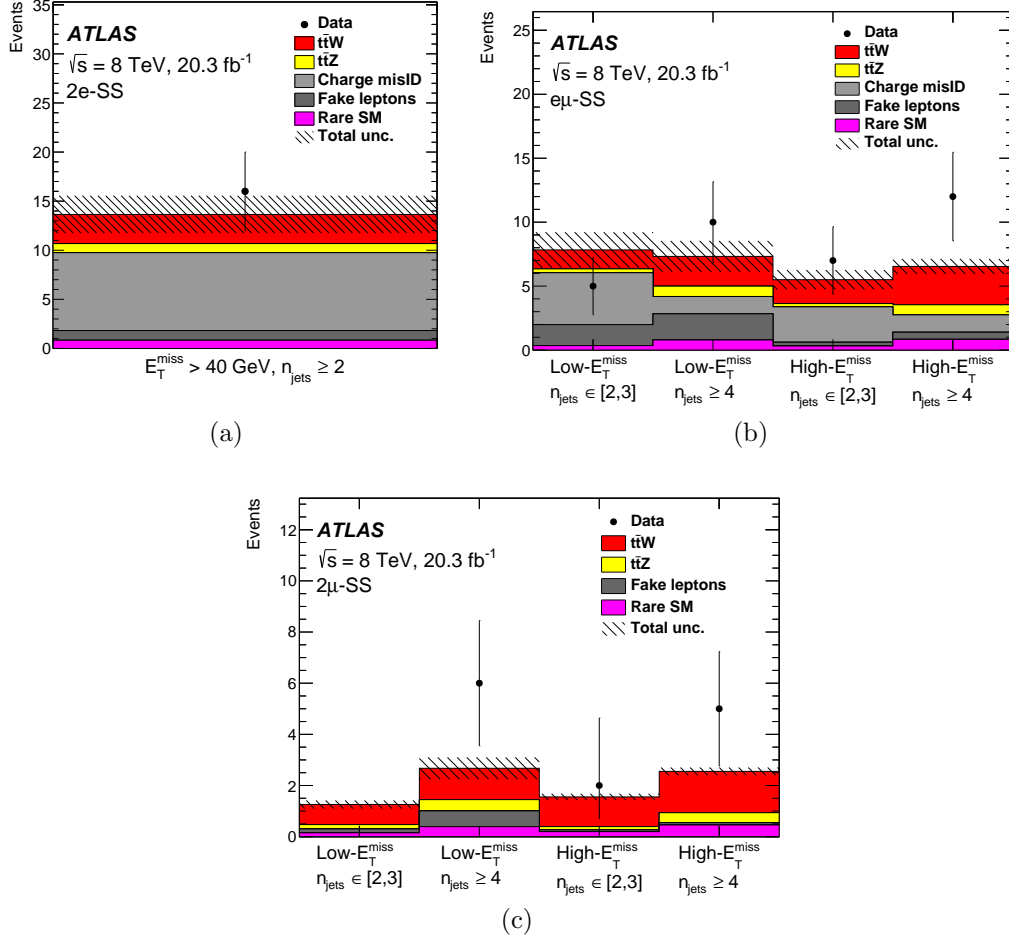 Events
35
30
25
20
15
10
5
0
ATLAS
√s = 8 TeV, 20.3 fb⁻¹
2e-SS
Data
tt̄W
tt̄Z
Charge misID
Fake leptons
Rare SM
Total unc.
E_T^miss > 40 GeV, n_jets ≥ 2
(a)
Events
25
20
15
10
5
0
ATLAS
√s = 8 TeV, 20.3 fb⁻¹
eμ-SS
Data
tt̄W
tt̄Z
Charge misID
Fake leptons
Rare SM
Total unc.
Low-E_T^miss Low-E_T^miss High-E_T^miss High-E_T^miss
n_jets ∈ [2,3] n_jets ≥ 4 n_jets ∈ [2,3] n_jets ≥ 4
(b)
Events
12
10
8
6
4
2
0
ATLAS
√s = 8 TeV, 20.3 fb⁻¹
2μ-SS
Data
tt̄W
tt̄Z
Fake leptons
Rare SM
Total unc.
Low-E_T^miss Low-E_T^miss High-E_T^miss High-E_T^miss
n_jets ∈ [2,3] n_jets ≥ 4 n_jets ∈ [2,3] n_jets ≥ 4
(c)